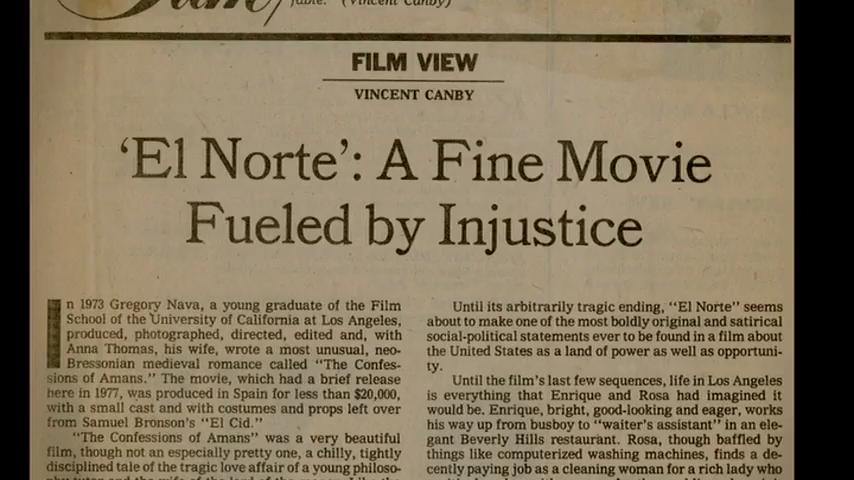 fable. (Vincent Canby)
FILM VIEW
VINCENT CANBY
'El Norte': A Fine Movie
Fueled by Injustice
In 1973 Gregory Nava, a young graduate of the Film
School of the University of California at Los Angeles,
produced, photographed, directed, edited and, with
Anna Thomas, his wife, wrote a most unusual, neo-
Bressonian medieval romance called "The Confes-
sions of Amans." The movie, which had a brief release
here in 1977, was produced in Spain for less than $20,000,
with a small cast and with costumes and props left over
from Samuel Bronson's "El Cid."
"The Confessions of Amans" was a very beautiful
film, though not an especially pretty one, a chilly, tightly
disciplined tale of the tragic love affair of a young philoso-
Until its arbitrarily tragic ending, "El Norte" seems
about to make one of the most boldly original and satirical
social-political statements ever to be found in a film about
the United States as a land of power as well as opportuni-
ty.
Until the film's last few sequences, life in Los Angeles
is everything that Enrique and Rosa had imagined it
would be. Enrique, bright, good-looking and eager, works
his way up from busboy to "waiter's assistant" in an ele-
gant Beverly Hills restaurant. Rosa, though baffled by
things like computerized washing machines, finds a de-
cently paying job as a cleaning woman for a rich lady who